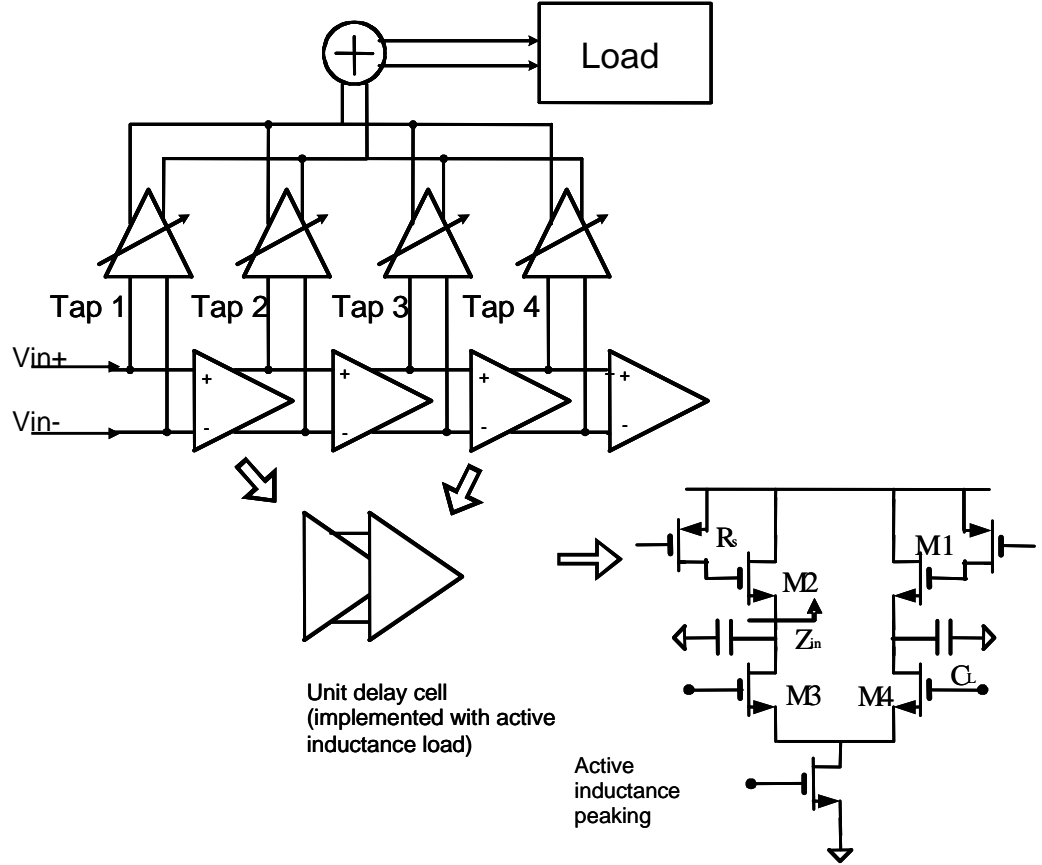 Load
Tap 1
Tap 2
Tap 3
Tap 4
Vin+
Vin-
+
-
+
-
+
-
+
-
Rs
M1
M2
Zin
M3
M4
CL
Unit delay cell
(implemented with active
inductance load)
Active
inductance
peaking